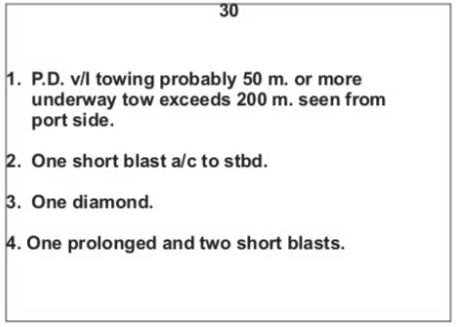 30
1. P.D. v/l towing probably 50 m. or more
underway tow exceeds 200 m. seen from
port side.
2. One short blast a/c to stbd.
3. One diamond.
4. One prolonged and two short blasts.